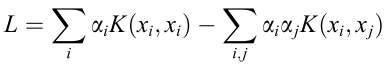 L = ∑_i α_i K(x_i, x_i) − ∑_{i,j} α_i α_j K(x_i, x_j)